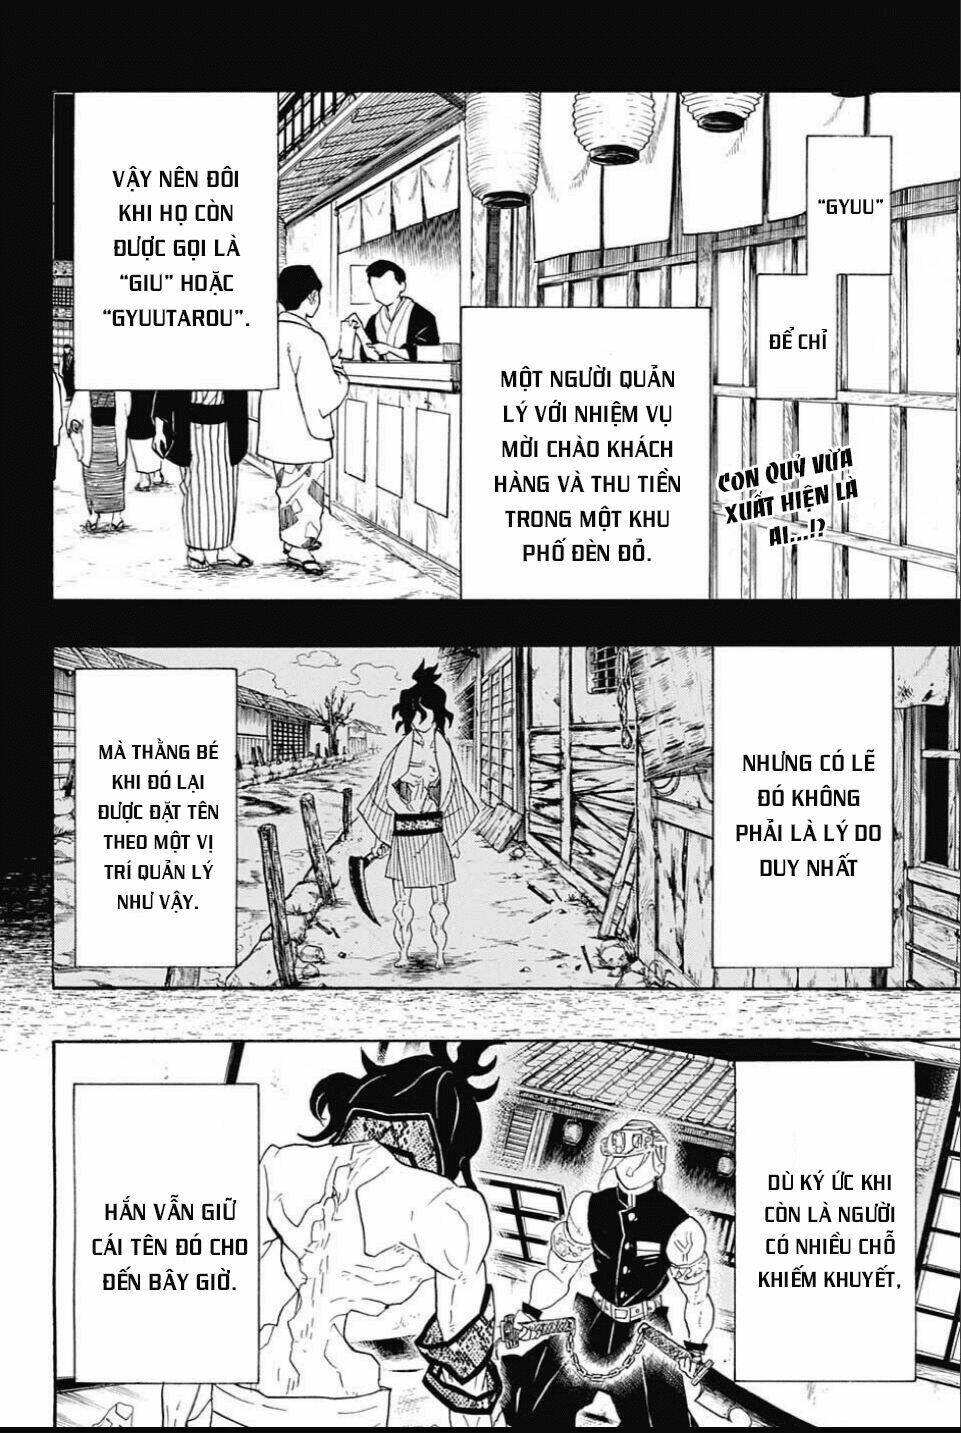 “GYUU”
ĐỂ CHỈ
MỘT NGƯỜI QUẢN
LÝ VỚI NHIỆM VỤ
MỜI CHÀO KHÁCH
HÀNG VÀ THU TIỀN
TRONG MỘT KHU
PHỐ ĐÈN ĐỎ.
CON QUỶ VỪA
XUẤT HIỆN LÀ
AI...!?
VẬY NÊN ĐÔI
KHI HỌ CÒN
ĐƯỢC GỌI LÀ
“GIU” HOẶC
“GYUUTAROU”.
NHƯNG CÓ LẼ
ĐÓ KHÔNG
PHẢI LÀ LÝ DO
DUY NHẤT
MÀ THẰNG BÉ
KHI ĐÓ LẠI
ĐƯỢC ĐẶT TÊN
THEO MỘT VỊ
TRÍ QUẢN LÝ
NHƯ VẬY.
DÙ KÝ ỨC KHI
CÒN LÀ NGƯỜI
CÓ NHIỀU CHỖ
KHIẾM KHUYẾT,
HẮN VẪN GIỮ
CÁI TÊN ĐÓ CHO
ĐẾN BÂY GIỜ.